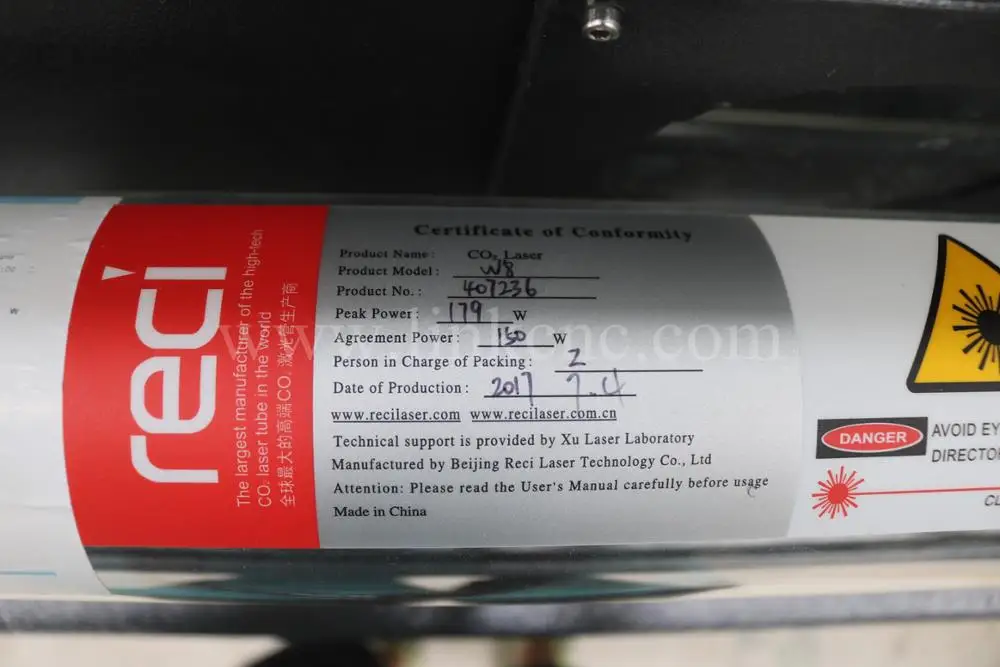 reci
The largest manufacturer of the high-tech
CO₂ laser tube in the world
全球最大的高端CO₂激光管生产商
Certificate of Conformity
Product Name: CO₂ Laser
Product Model: W8
Product No.: 407236
Peak Power: 179 W
Agreement Power: 150 W
Person in Charge of Packing: 2
Date of Production: 2017 7.4
www.recilaser.com www.recilaser.com.cn
Technical support is provided by Xu Laser Laboratory
Manufactured by Beijing Reci Laser Technology Co., Ltd
Attention: Please read the User's Manual carefully before usage
Made in China
DANGER
AVOID
DIRECT